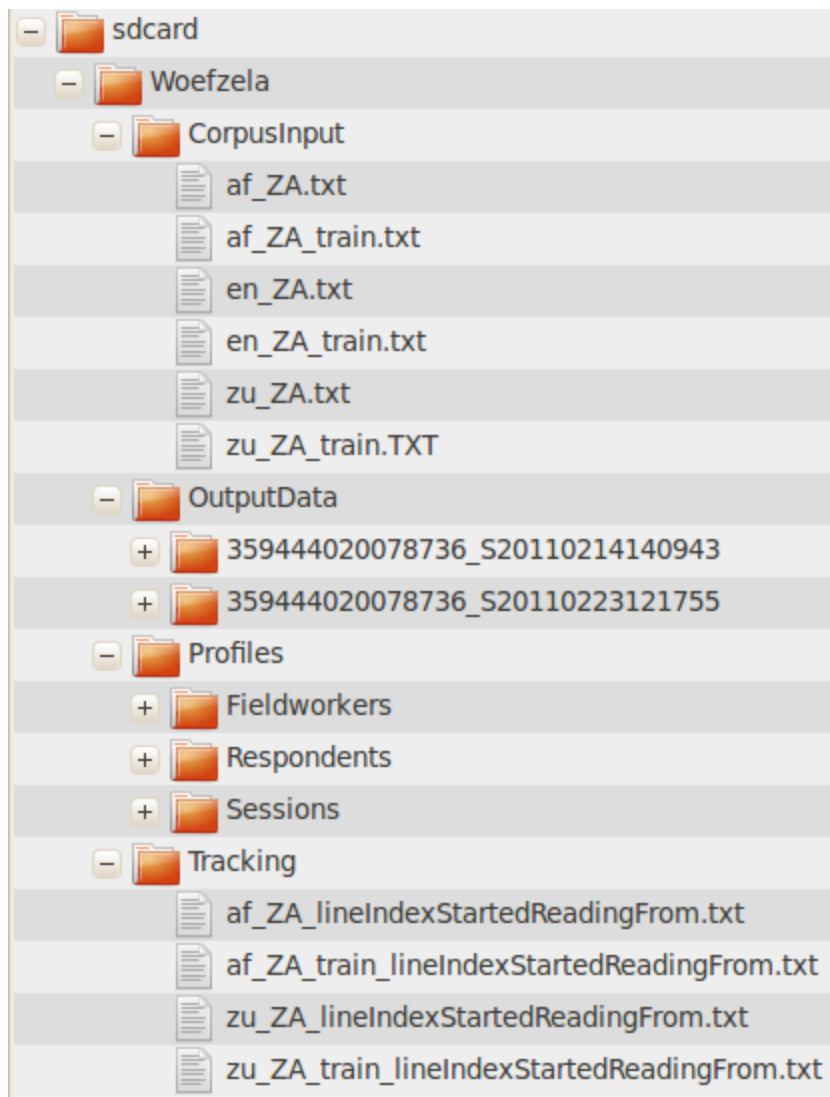 sdcard
Woefzela
CorpusInput
af_ZA.txt
af_ZA_train.txt
en_ZA.txt
en_ZA_train.txt
zu_ZA.txt
zu_ZA_train.TXT
OutputData
359444020078736_S20110214140943
359444020078736_S20110223121755
Profiles
Fieldworkers
Respondents
Sessions
Tracking
af_ZA_lineIndexStartedReadingFrom.txt
af_ZA_train_lineIndexStartedReadingFrom.txt
zu_ZA_lineIndexStartedReadingFrom.txt
zu_ZA_train_lineIndexStartedReadingFrom.txt